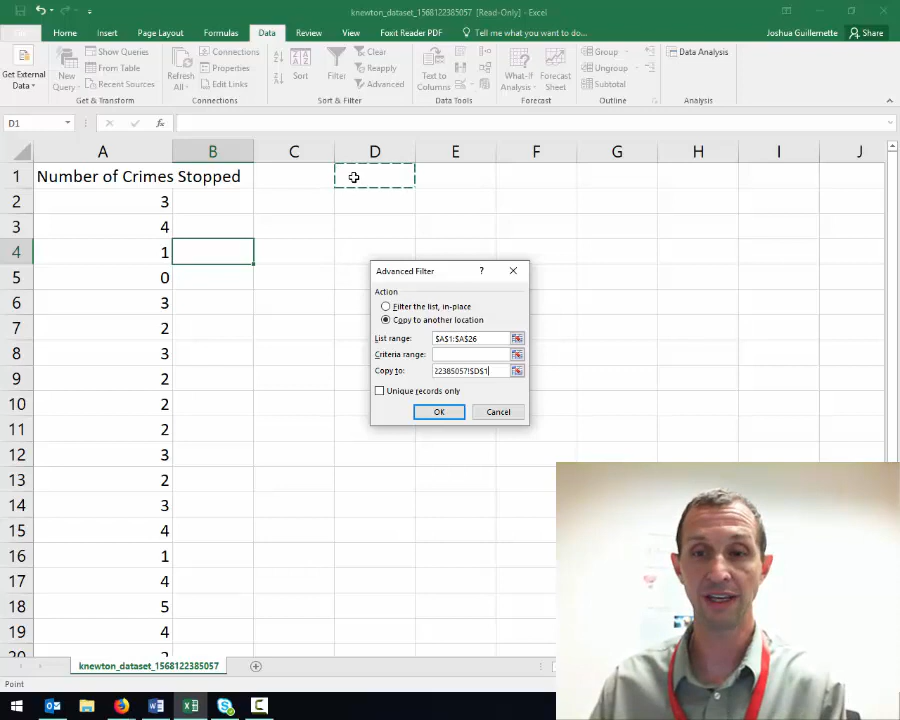 knewton_dataset_1568122385057 [Read-Only] - Excel
File Home Insert Page Layout Formulas Data Review View Foxit Reader PDF Tell me what you want to do... Joshua Guillemette Share
Get External Data
New Query
Show Queries
From Table
Recent Sources
Get & Transform
Refresh All
Connections
Properties
Edit Links
Connections
Sort
Filter
Clear
Reapply
Advanced
Sort & Filter
Text to Columns
Data Tools
What-If Analysis
Forecast Sheet
Forecast
Group
Ungroup
Subtotal
Outline
Data Analysis
Analysis
D1 fx
A B C D E F G H I J
1 Number of Crimes Stopped
2 3
3 4
4 1
5 0
6 3
7 2
8 3
9 2
10 2
11 2
12 3
13 2
14 3
15 4
16 1
17 4
18 5
19 4
20 2
Advanced Filter ?
Action
Filter the list, in-place
Copy to another location
List range: $A$1:$A$26
Criteria range:
Copy to: 22385057!$D$1
Unique records only
OK Cancel
knewton_dataset_1568122385057
Point